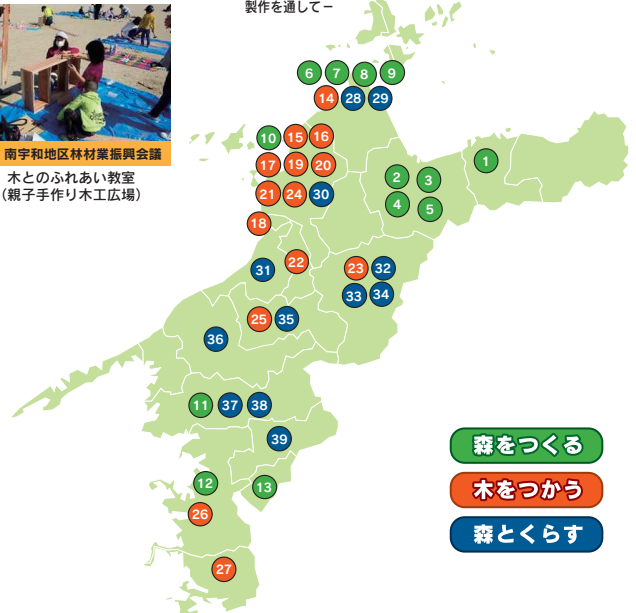 製作を通して－
南宇和地区林材業振興会議
木とのふれあい教室
（親子手作り木工広場）
6 7 8 9
14 28 29
10 15 16
17 19 20
21 24 30
18
1
2 3
4 5
31 22
23 32
33 34
25 35
36
11 37 38
39
12 13
26
27
森をつくる
木をつかう
森とくらす